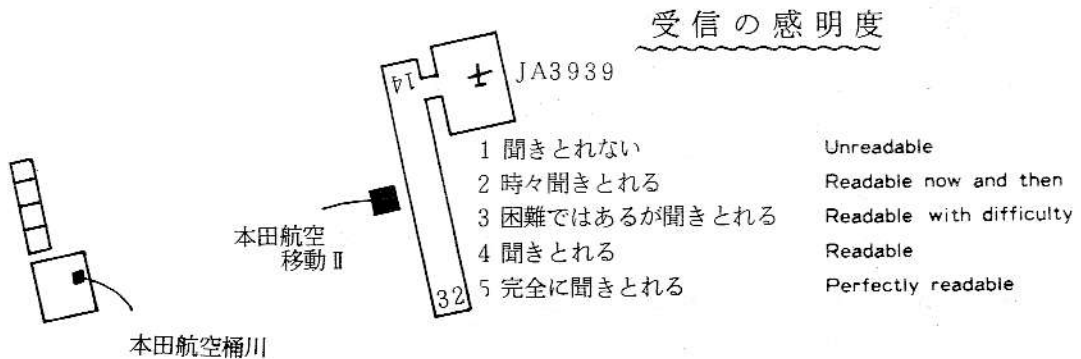 受信の感明度
14
JA3939
1 聞きとれない Unreadable
2 時々聞きとれる Readable now and then
3 困難ではあるが聞きとれる Readable with difficulty
4 聞きとれる Readable
5 完全に聞きとれる Perfectly readable
本田航空
移動Ⅱ
32
本田航空桶川